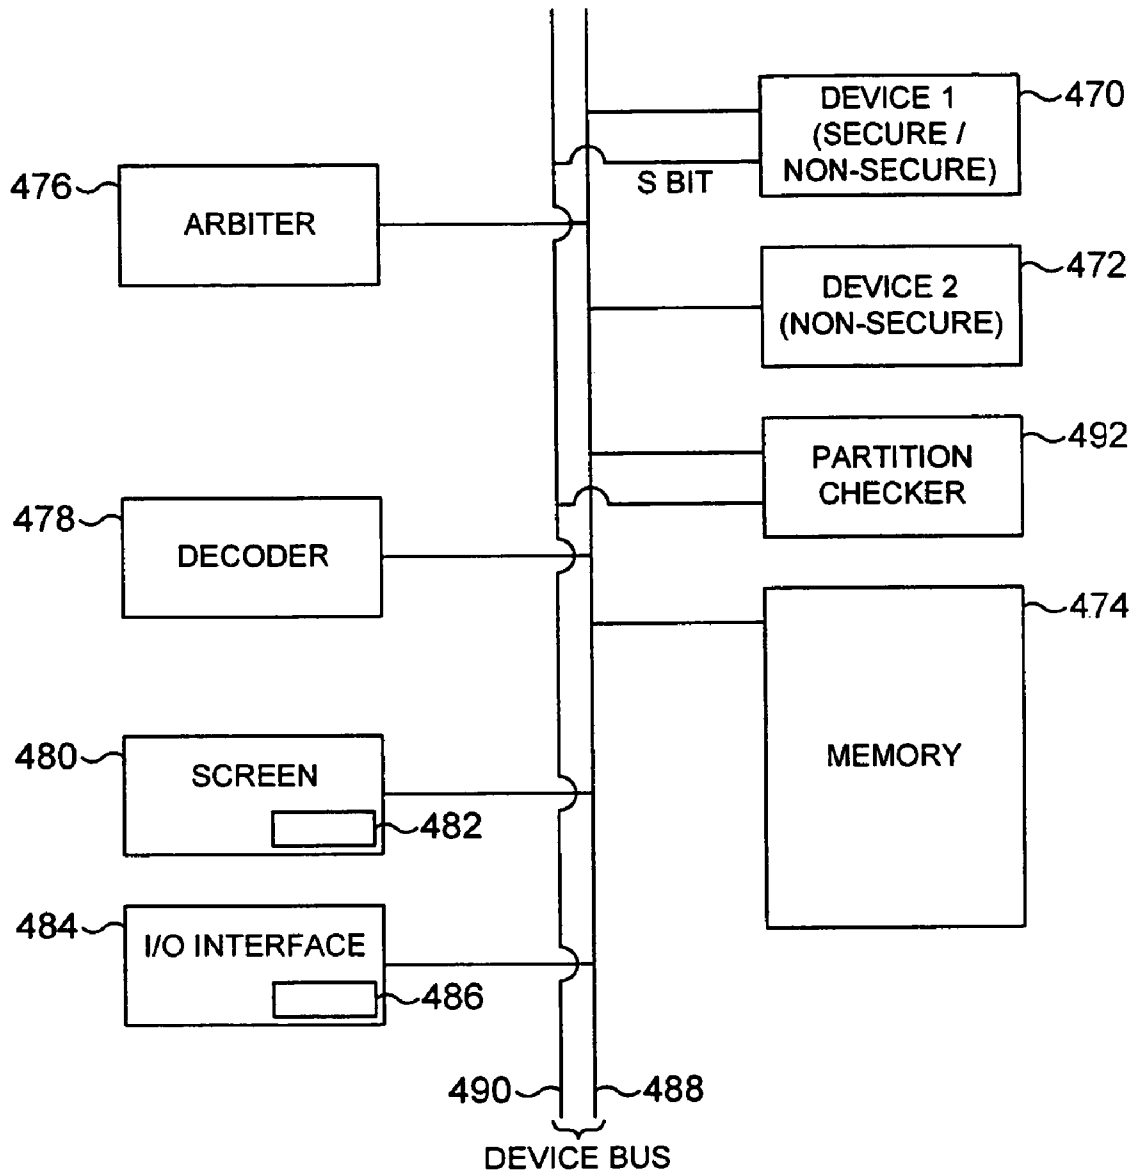 DEVICE 1
(SECURE /
NON-SECURE)
470
S BIT
476
ARBITER
DEVICE 2
(NON-SECURE)
472
PARTITION
CHECKER
492
478
DECODER
474
MEMORY
480
SCREEN
482
484
I/O INTERFACE
486
490
488
DEVICE BUS